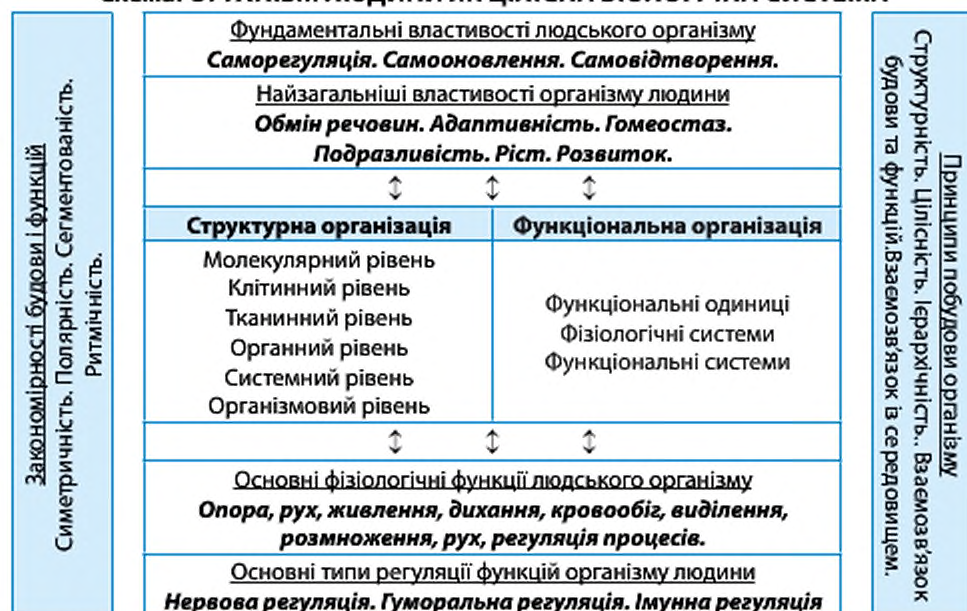 Фундаментальні властивості людського організму
Саморегуляція. Самооновлення. Самовідтворення.
Найзагальніші властивості організму людини
Обмін речовин. Адаптивність. Гомеостаз.
Подразливість. Ріст. Розвиток.
Структурна організація
Молекулярний рівень
Клітинний рівень
Тканинний рівень
Органний рівень
Системний рівень
Організмовий рівень
Функціональна організація
Функціональні одиниці
Фізіологічні системи
Функціональні системи
Основні фізіологічні функції людського організму
Опора, рух, живлення, дихання, кровообіг, виділення,
розмноження, рух, регуляція процесів.
Основні типи регуляції функцій організму людини
Нервова регуляція. Гуморальна регуляція. Імунна регуляція
Закономірності будови і функцій
Симетричність. Полярність. Сегментованість.
Ритмічність.
Принципи побудови організму
Структурність. Цілісність. Ієрархічність.. Взаємозв'язок
будови та функцій.Взаємозв'язок із середовищем.